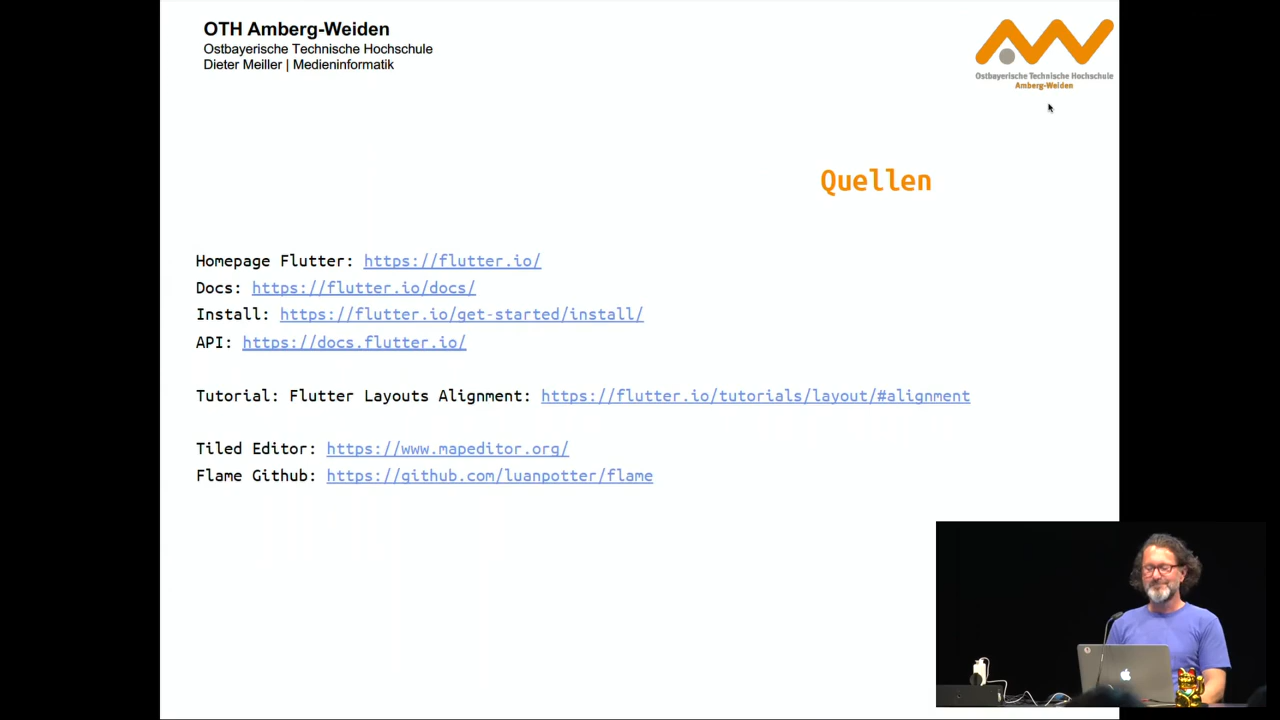 OTH Amberg-Weiden
Ostbayerische Technische Hochschule
Dieter Meiller | Medieninformatik
Ostbayerische Technische Hochschule
Amberg-Weiden
Quellen
Homepage Flutter: https://flutter.io/
Docs: https://flutter.io/docs/
Install: https://flutter.io/get-started/install/
API: https://docs.flutter.io/
Tutorial: Flutter Layouts Alignment: https://flutter.io/tutorials/layout/#alignment
Tiled Editor: https://www.mapeditor.org/
Flame Github: https://github.com/luanpotter/flame